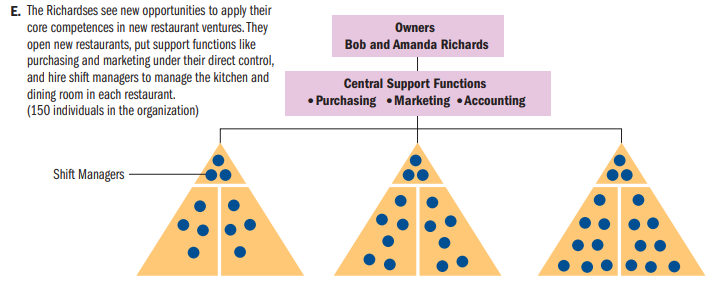 E. The Richardses see new opportunities to apply their
core competences in new restaurant ventures. They
open new restaurants, put support functions like
purchasing and marketing under their direct control,
and hire shift managers to manage the kitchen and
dining room in each restaurant.
(150 individuals in the organization)
Owners
Bob and Amanda Richards
Central Support Functions
• Purchasing • Marketing • Accounting
Shift Managers